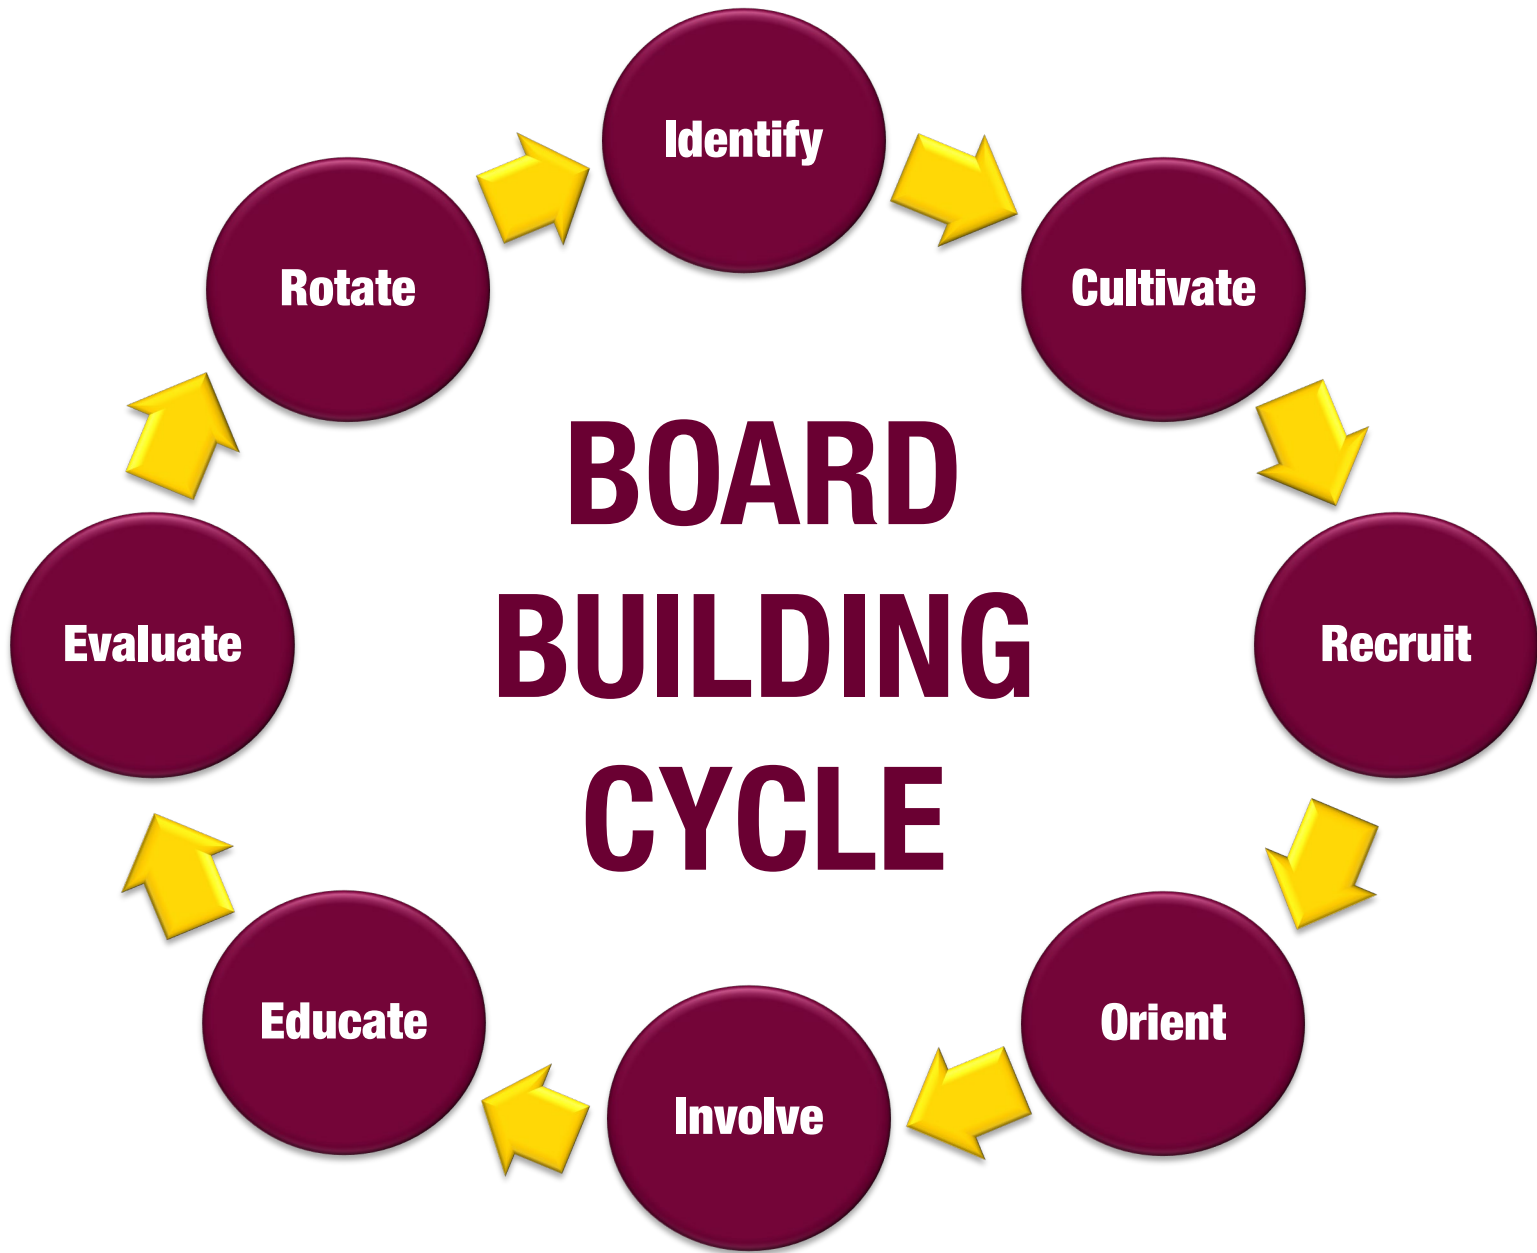 Identify
Cultivate
Recruit
Orient
Involve
Educate
Evaluate
Rotate
BOARD
BUILDING
CYCLE